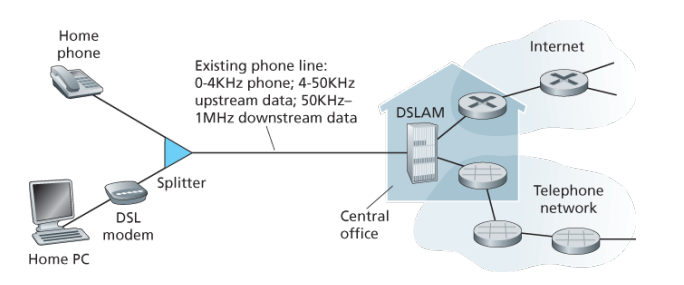 Home
phone
Existing phone line:
0-4KHz phone; 4-50KHz
upstream data; 50KHz–
1MHz downstream data
Internet
DSLAM
Splitter
DSL
modem
Home PC
Central
office
Telephone
network